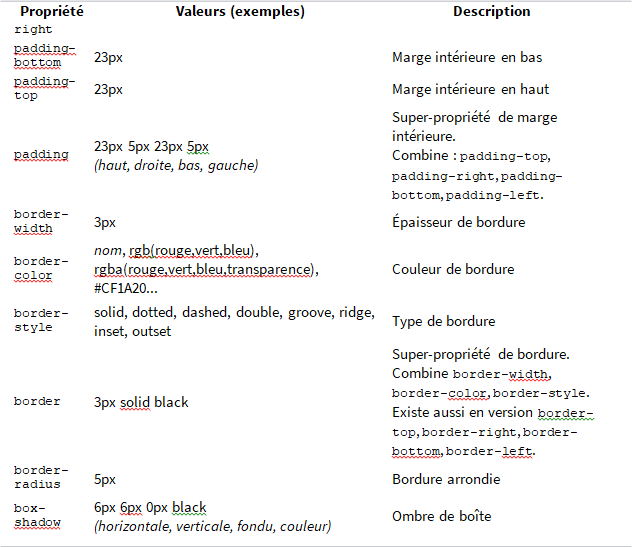 Propriété Valeurs (exemples) Description
right
padding-
bottom 23px Marge intérieure en bas
padding-
top 23px Marge intérieure en haut
Super-propriété de marge
intérieure.
padding 23px 5px 23px 5px Combine : padding-top,
(haut, droite, bas, gauche) padding-right,padding-
bottom,padding-left.
border-
width 3px Épaisseur de bordure
border-
color nom, rgb(rouge,vert,bleu),
rgba(rouge,vert,bleu,transparence), Couleur de bordure
#CF1A20...
border-
style solid, dotted, dashed, double, groove, ridge,
inset, outset Type de bordure
Super-propriété de bordure.
Combine border-width,
border 3px solid black border-color,border-style.
Existe aussi en version border-
top,border-right,border-
bottom,border-left.
border-
radius 5px Bordure arrondie
box-
shadow 6px 6px 0px black
(horizontale, verticale, fondu, couleur) Ombre de boîte